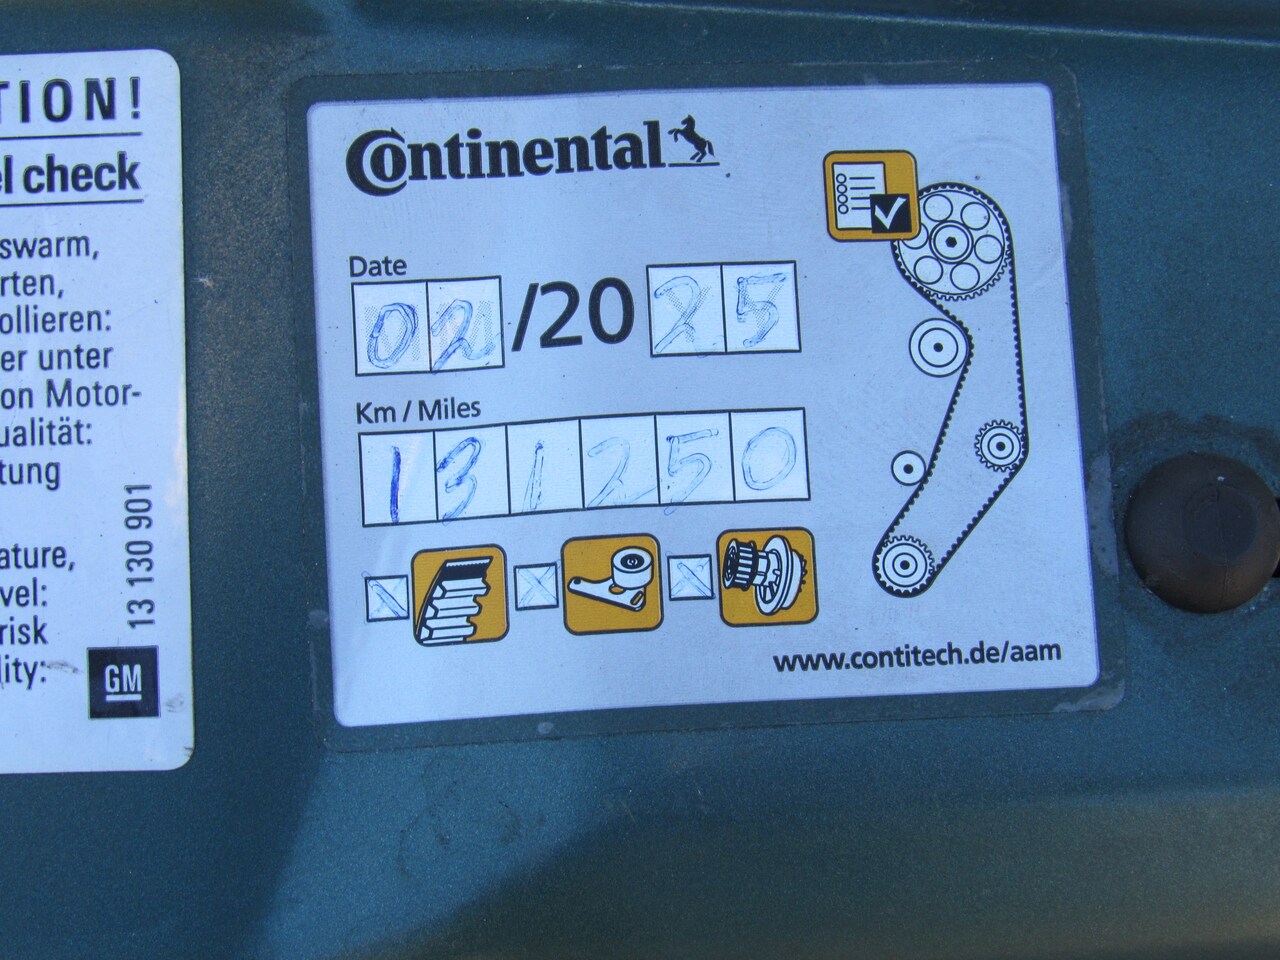 TION!
el check
swarm,
rten,
ollieren:
er unter
on Motor-
ualität:
tung
ature,
vel:
risk
lity:
13 130 901
GM
Continental
Date
02/2025
Km / Miles
131250
www.contitech.de/aam